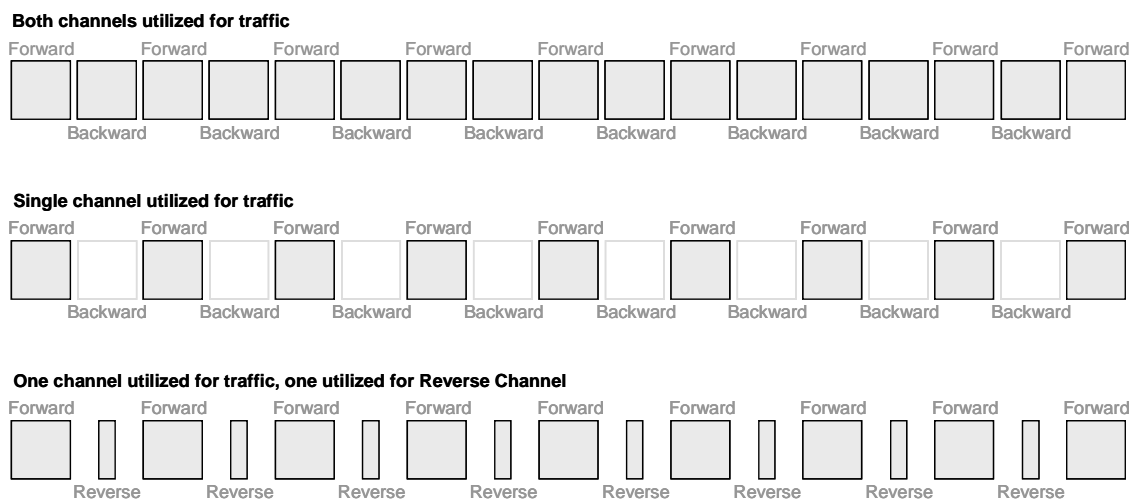 Both channels utilized for traffic
Forward Forward Forward Forward Forward Forward Forward Forward Forward
Backward Backward Backward Backward Backward Backward Backward Backward
Single channel utilized for traffic
Forward Forward Forward Forward Forward Forward Forward Forward Forward
Backward Backward Backward Backward Backward Backward Backward Backward
One channel utilized for traffic, one utilized for Reverse Channel
Forward Forward Forward Forward Forward Forward Forward Forward Forward
Reverse Reverse Reverse Reverse Reverse Reverse Reverse Reverse